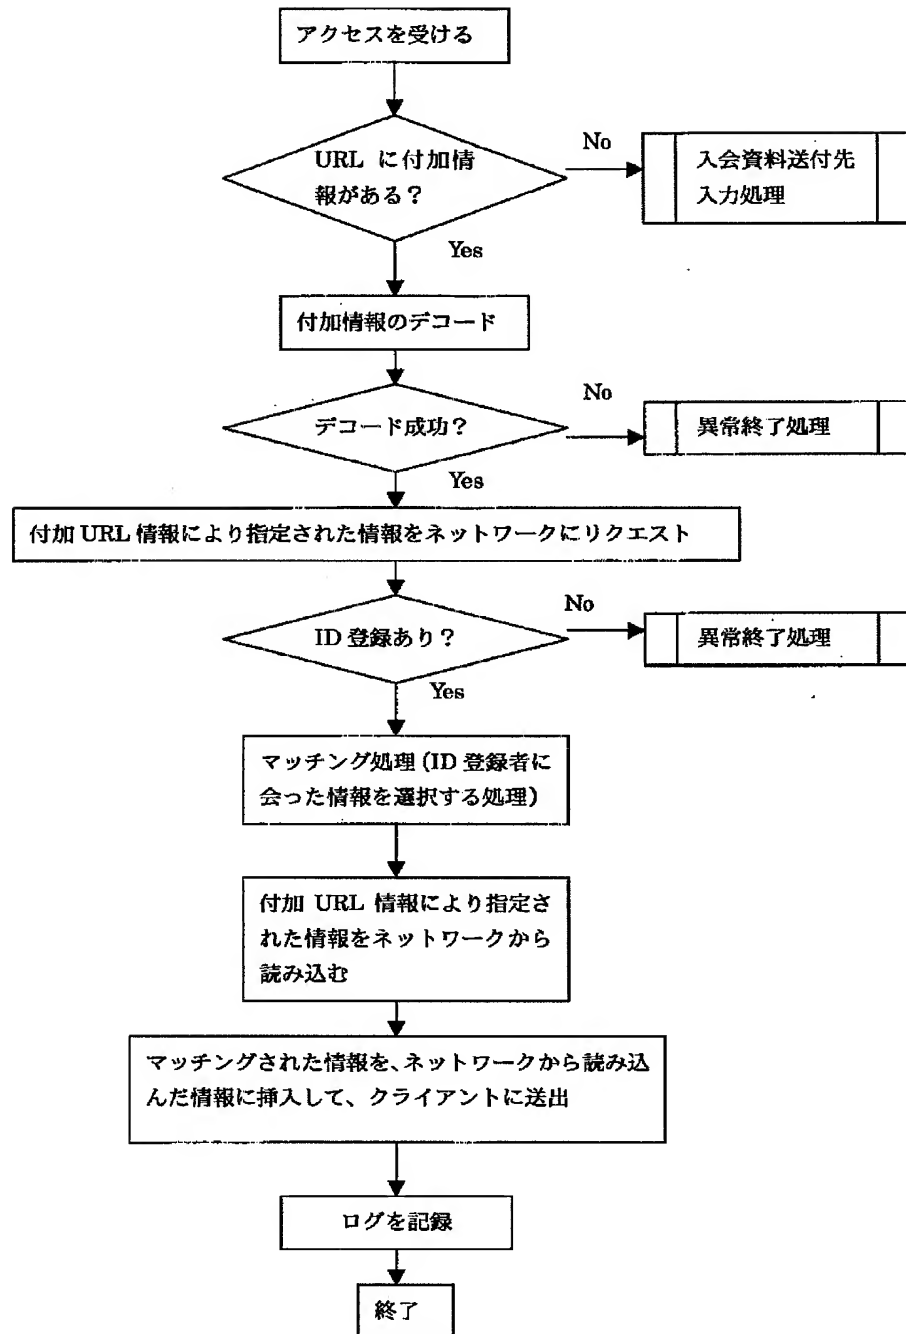 アクセスを受ける
URL に付加情
報がある？
No
入会資料送付先
入力処理
Yes
付加情報のデコード
デコード成功？
No
異常終了処理
Yes
付加 URL 情報により指定された情報をネットワークにリクエスト
ID 登録あり？
No
異常終了処理
Yes
マッチング処理（ID 登録者に
会った情報を選択する処理）
付加 URL 情報により指定さ
れた情報をネットワークから
読み込む
マッチングされた情報を、ネットワークから読み込
んだ情報に挿入して、クライアントに送出
ログを記録
終了